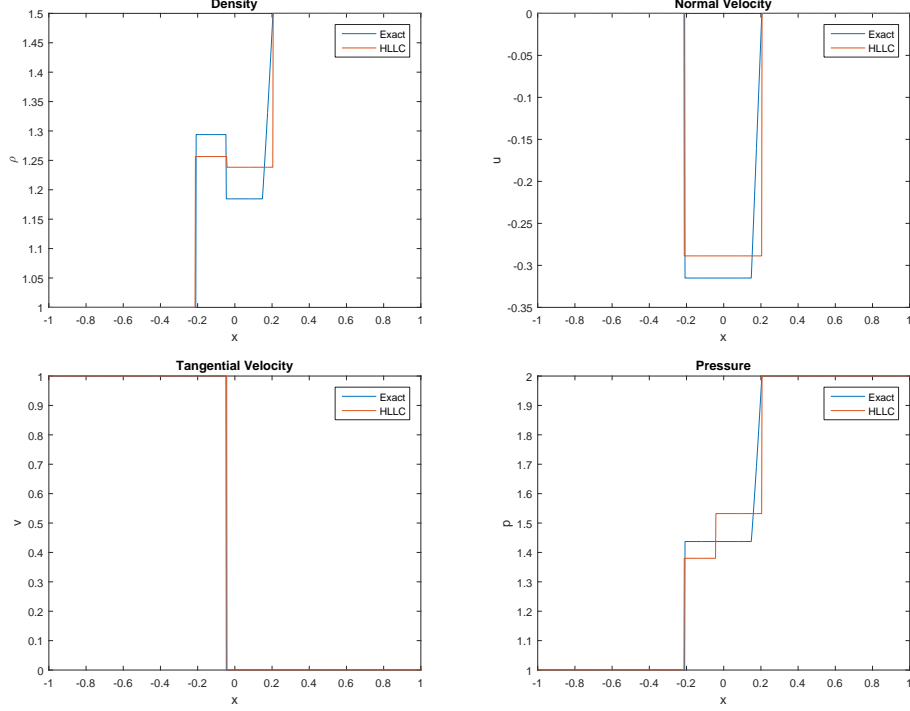 Density
1.5
1.45
1.4
1.35
1.3
1.25
1.2
1.15
1.1
1.05
1
ρ
-1 -0.8 -0.6 -0.4 -0.2 0 0.2 0.4 0.6 0.8 1
x
Exact
HLLC
Normal Velocity
0
-0.05
-0.1
-0.15
-0.2
-0.25
-0.3
-0.35
u
-1 -0.8 -0.6 -0.4 -0.2 0 0.2 0.4 0.6 0.8 1
x
Exact
HLLC
Tangential Velocity
1
0.9
0.8
0.7
0.6
0.5
0.4
0.3
0.2
0.1
0
v
-1 -0.8 -0.6 -0.4 -0.2 0 0.2 0.4 0.6 0.8 1
x
Exact
HLLC
Pressure
2
1.9
1.8
1.7
1.6
1.5
1.4
1.3
1.2
1.1
1
p
-1 -0.8 -0.6 -0.4 -0.2 0 0.2 0.4 0.6 0.8 1
x
Exact
HLLC